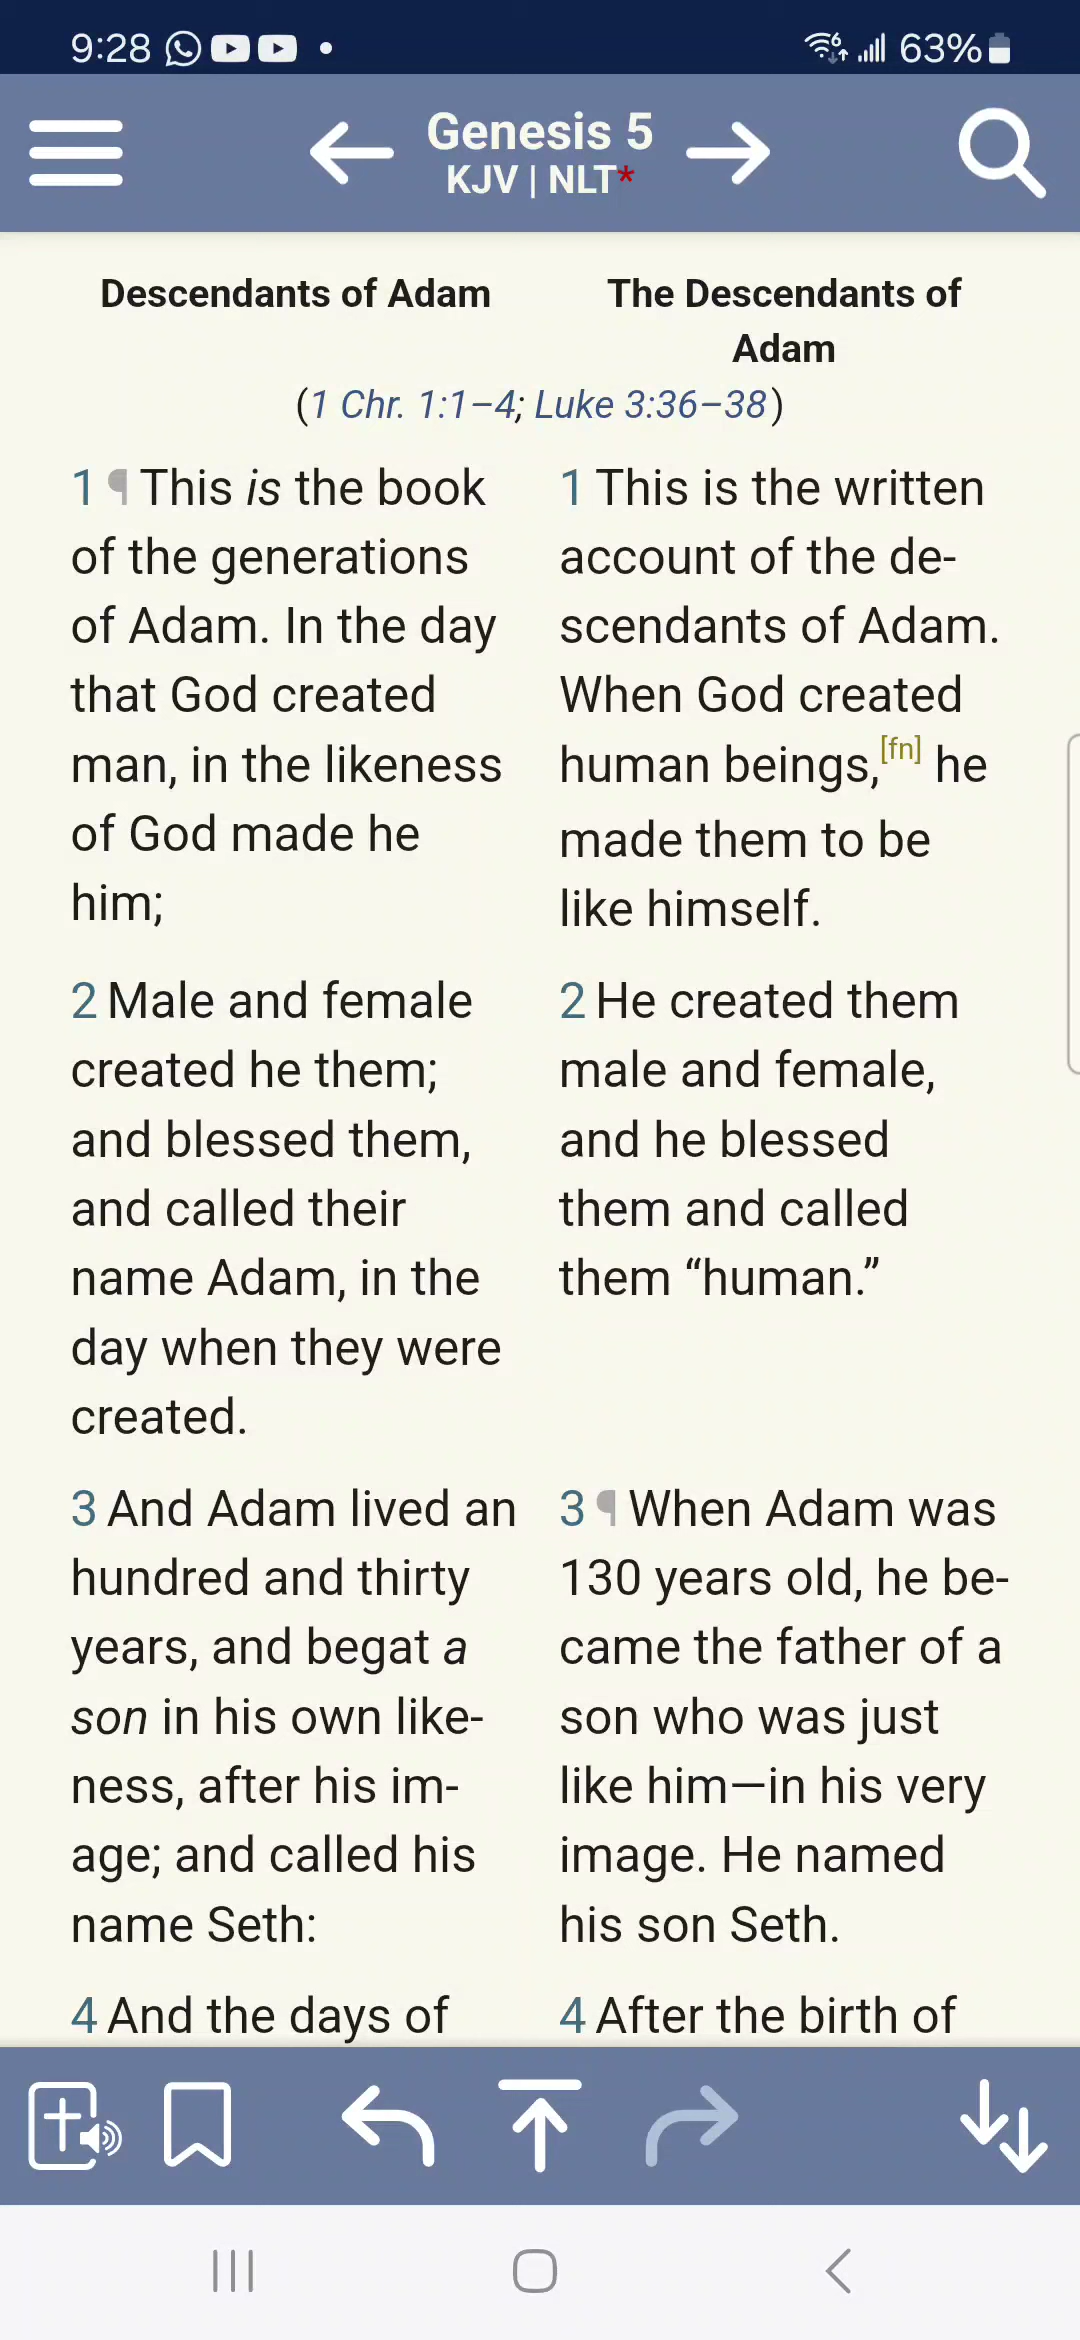 9:28
63%
Genesis 5
KJV | NLT*
Descendants of Adam
The Descendants of
Adam
(1 Chr. 1:1–4; Luke 3:36–38)
1 ¶ This is the book
of the generations
of Adam. In the day
that God created
man, in the likeness
of God made he
him;
1 This is the written
account of the de-
scendants of Adam.
When God created
human beings,[fn] he
made them to be
like himself.
2 Male and female
created he them;
and blessed them,
and called their
name Adam, in the
day when they were
created.
2 He created them
male and female,
and he blessed
them and called
them “human.”
3 And Adam lived an
hundred and thirty
years, and begat a
son in his own like-
ness, after his im-
age; and called his
name Seth:
3 ¶ When Adam was
130 years old, he be-
came the father of a
son who was just
like him—in his very
image. He named
his son Seth.
4 And the days of
4 After the birth of